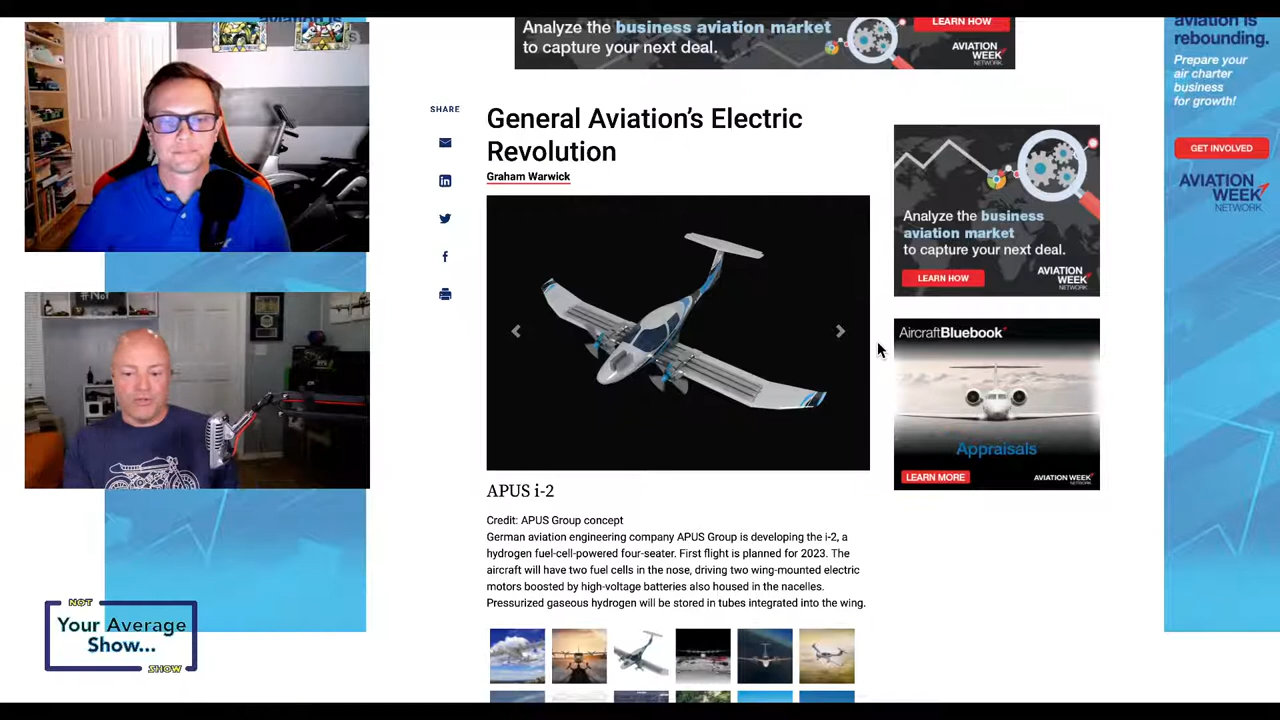 Analyze the business aviation market
to capture your next deal.
LEARN HOW
AVIATION
WEEK
NETWORK
aviation is
rebounding.
Prepare your
air charter
business
for growth!
GET INVOLVED
AVIATION
WEEK
NETWORK
SHARE
General Aviation's Electric
Revolution
Graham Warwick
Analyze the business
aviation market
to capture your next deal.
LEARN HOW
AVIATION
WEEK
NETWORK
AircraftBluebook
Appraisals
LEARN MORE
AVIATION WEEK
NETWORK
#No1
APUS i-2
Credit: APUS Group concept
German aviation engineering company APUS Group is developing the i-2, a
hydrogen fuel-cell-powered four-seater. First flight is planned for 2023. The
aircraft will have two fuel cells in the nose, driving two wing-mounted electric
motors boosted by high-voltage batteries also housed in the nacelles.
Pressurized gaseous hydrogen will be stored in tubes integrated into the wing.
NOT
Your Average
Show...
SHOW